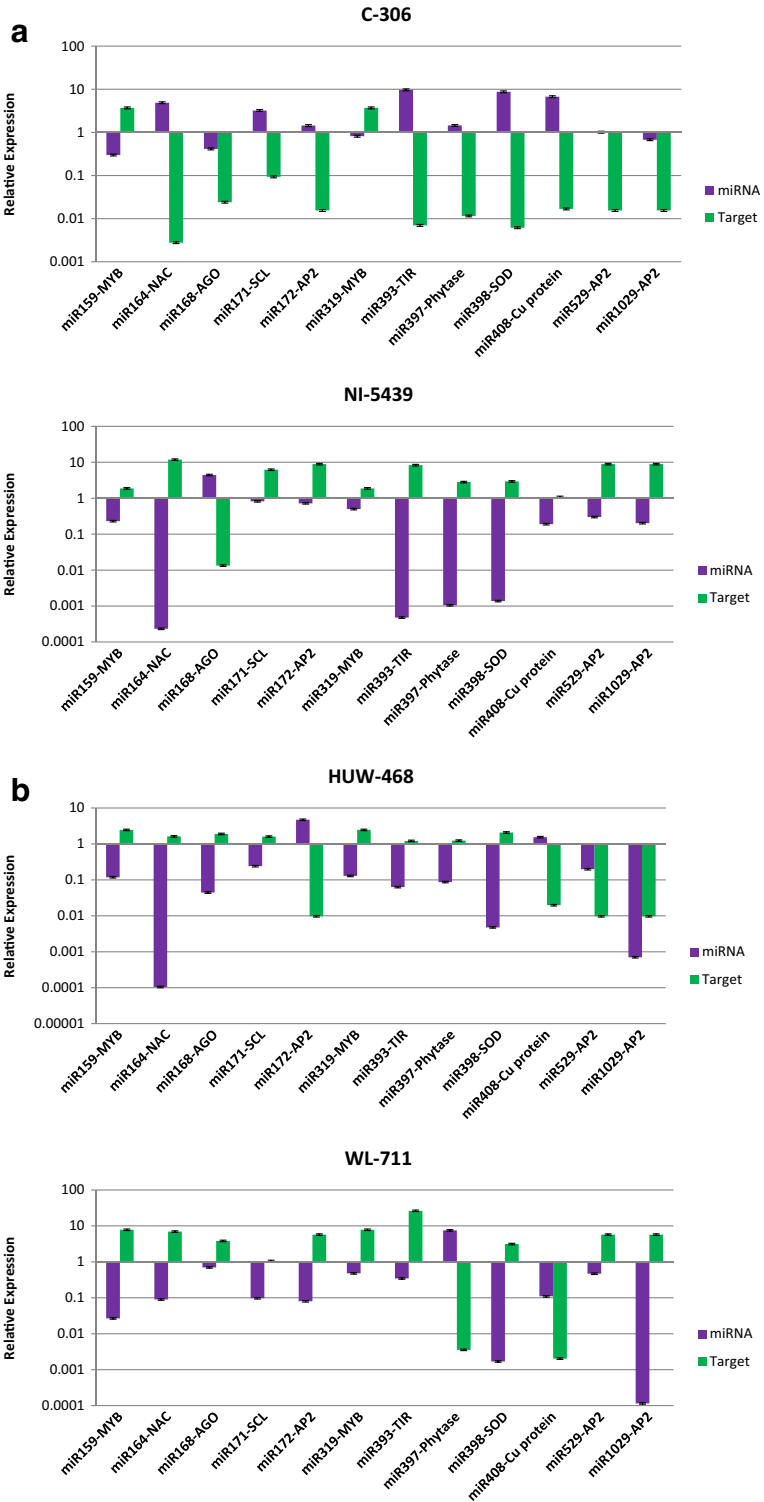 a
C-306
Relative Expression
100
10
1
0.1
0.01
0.001
miRNA
Target
miR159-MYB
miR164-NAC
miR168-AGO
miR171-SCL
miR172-AP2
miR319-MYB
miR393-TIR
miR397-Phytase
miR398-SOD
miR408-Cu protein
miR529-AP2
miR1029-AP2
NI-5439
Relative Expression
100
10
1
0.1
0.01
0.001
0.0001
miRNA
Target
miR159-MYB
miR164-NAC
miR168-AGO
miR171-SCL
miR172-AP2
miR319-MYB
miR393-TIR
miR397-Phytase
miR398-SOD
miR408-Cu protein
miR529-AP2
miR1029-AP2
b
HUW-468
Relative Expression
10
1
0.1
0.01
0.001
0.0001
0.00001
miRNA
Target
miR159-MYB
miR164-NAC
miR168-AGO
miR171-SCL
miR172-AP2
miR319-MYB
miR393-TIR
miR397-Phytase
miR398-SOD
miR408-Cu protein
miR529-AP2
miR1029-AP2
WL-711
Relative Expression
100
10
1
0.1
0.01
0.001
0.0001
miRNA
Target
miR159-MYB
miR164-NAC
miR168-AGO
miR171-SCL
miR172-AP2
miR319-MYB
miR393-TIR
miR397-Phytase
miR398-SOD
miR408-Cu protein
miR529-AP2
miR1029-AP2